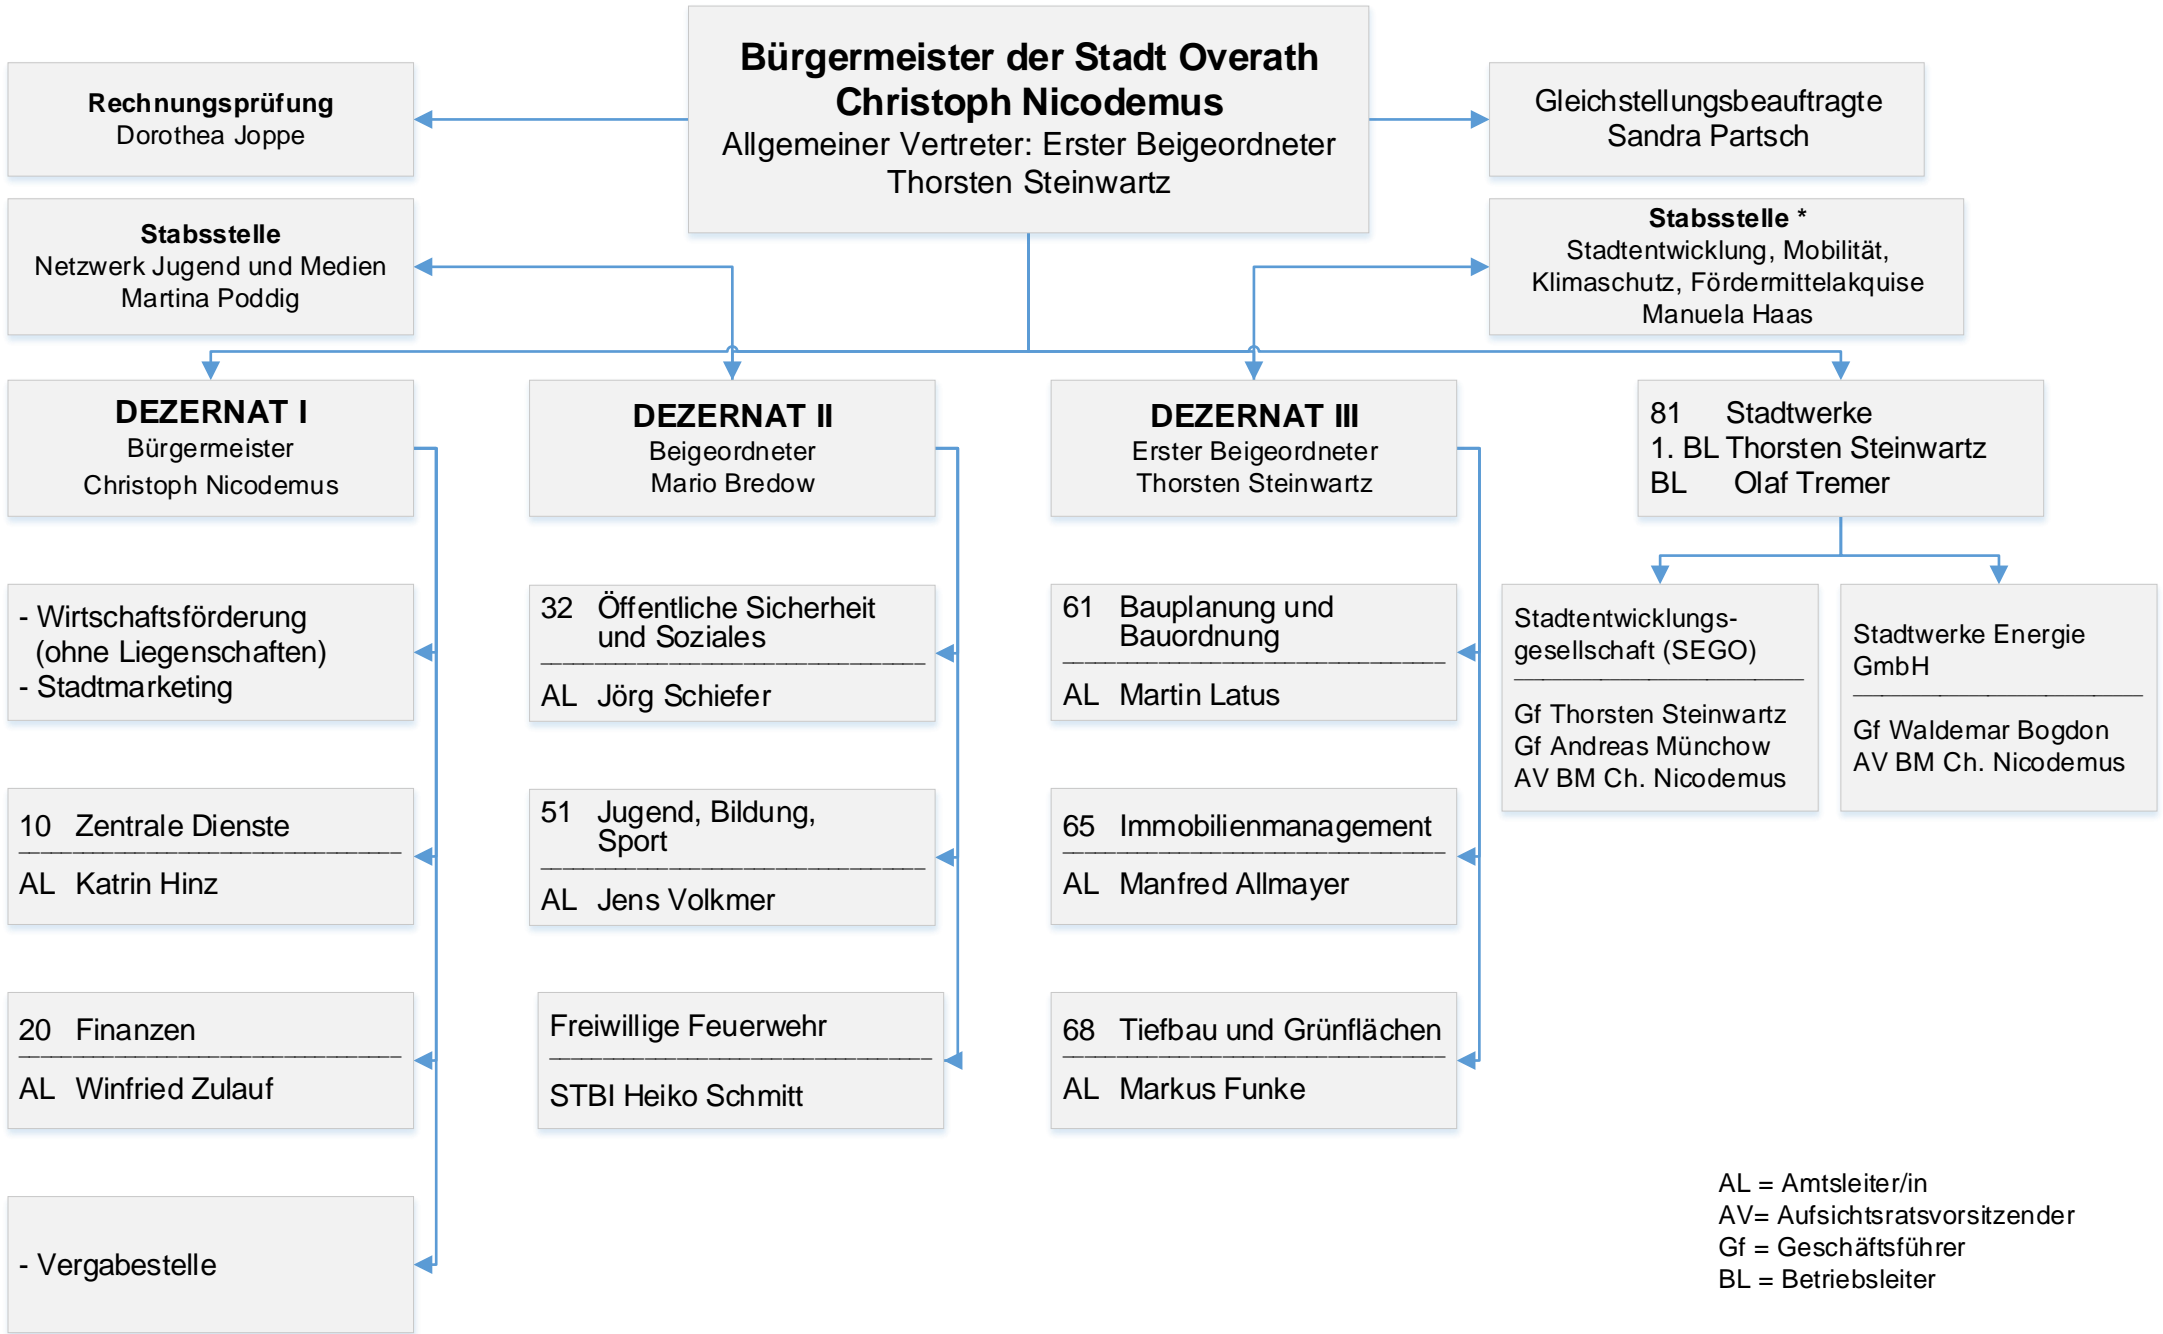 Bürgermeister der Stadt Overath
Christoph Nicodemus
Allgemeiner Vertreter: Erster Beigeordneter
Thorsten Steinwartz
Rechnungsprüfung
Dorothea Joppe
Gleichstellungsbeauftragte
Sandra Partsch
Stabsstelle
Netzwerk Jugend und Medien
Martina Poddig
Stabsstelle *
Stadtentwicklung, Mobilität,
Klimaschutz, Fördermittelakquise
Manuela Haas
DEZERNAT I
Bürgermeister
Christoph Nicodemus
- Wirtschaftsförderung
(ohne Liegenschaften)
- Stadtmarketing
10 Zentrale Dienste
AL Katrin Hinz
20 Finanzen
AL Winfried Zulauf
- Vergabestelle
DEZERNAT II
Beigeordneter
Mario Bredow
32 Öffentliche Sicherheit
und Soziales
AL Jörg Schiefer
51 Jugend, Bildung,
Sport
AL Jens Volkmer
Freiwillige Feuerwehr
STBI Heiko Schmitt
DEZERNAT III
Erster Beigeordneter
Thorsten Steinwartz
61 Bauplanung und
Bauordnung
AL Martin Latus
65 Immobilienmanagement
AL Manfred Allmayer
68 Tiefbau und Grünflächen
AL Markus Funke
81 Stadtwerke
1. BL Thorsten Steinwartz
BL Olaf Tremer
Stadtentwicklungs-
gesellschaft (SEGO)
Gf Thorsten Steinwartz
Gf Andreas Münchow
AV BM Ch. Nicodemus
Stadtwerke Energie
GmbH
Gf Waldemar Bogdon
AV BM Ch. Nicodemus
AL = Amtsleiter/in
AV= Aufsichtsratsvorsitzender
Gf = Geschäftsführer
BL = Betriebsleiter